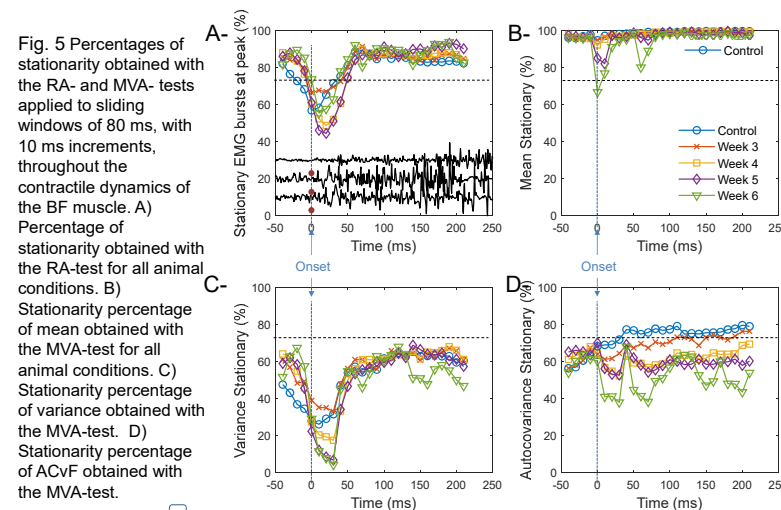 Fig. 5 Percentages of
stationarity obtained with
the RA- and MVA- tests
applied to sliding
windows of 80 ms, with
10 ms increments,
throughout the
contractile dynamics of
the BF muscle. A)
Percentage of
stationarity obtained with
the RA-test for all animal
conditions. B)
Stationarity percentage
of mean obtained with
the MVA-test for all
animal conditions. C)
Stationarity percentage
of variance obtained with
the MVA-test. D)
Stationarity percentage
of ACvF obtained with
the MVA-test.
A-
Stationary EMG bursts at peak (%)
100
80
60
40
20
0
-50 0 50 100 150 200 250
Time (ms)
Onset
B-
Mean Stationary (%)
100
80
60
40
20
0
Control
Control
Week 3
Week 4
Week 5
Week 6
-50 0 50 100 150 200 25
Time (ms)
Onset
C-
Variance Stationary (%)
100
80
60
40
20
0
-50 0 50 100 150 200 250
Time (ms)
D-
Autocovariance Stationary (%)
100
80
60
40
20
0
-50 0 50 100 150 200 250
Time (ms)